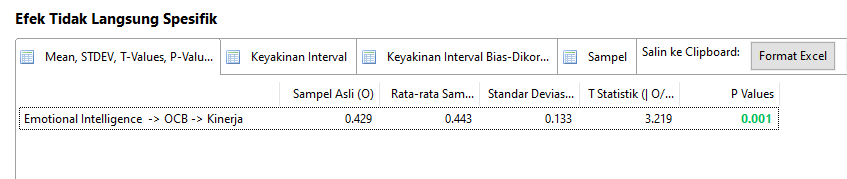 Efek Tidak Langsung Spesifik
Mean, STDEV, T-Values, P-Valu... Keyakinan Interval Keyakinan Interval Bias-Dikor... Sampel Salin ke Clipboard: Format Excel
Sampel Asli (O) Rata-rata Sam... Standar Devias... T Statistik (| O/... P Values
Emotional Intelligence -> OCB -> Kinerja 0.429 0.443 0.133 3.219 0.001